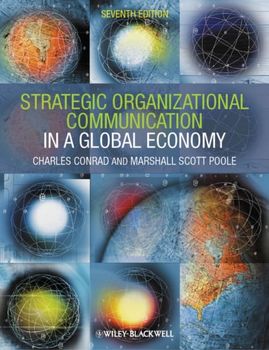 SEVENTH EDITION
STRATEGIC ORGANIZATIONAL
COMMUNICATION
IN A GLOBAL ECONOMY
CHARLES CONRAD AND MARSHALL SCOTT POOLE
WILEY-BLACKWELL